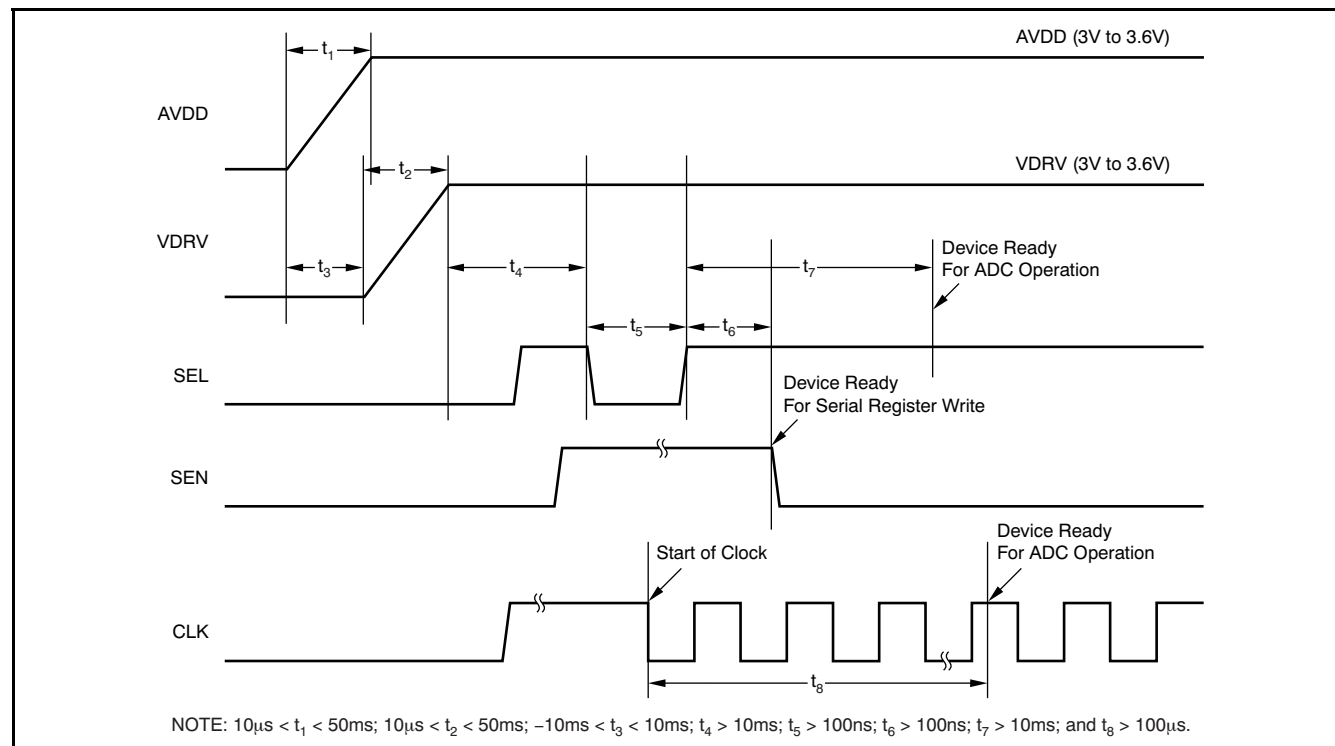 t₁
AVDD (3V to 3.6V)
AVDD
t₂
VDRV (3V to 3.6V)
VDRV
t₃
t₄
t₇
Device Ready
For ADC Operation
t₅
t₆
SEL
Device Ready
For Serial Register Write
SEN
Start of Clock
Device Ready
For ADC Operation
CLK
t₈
NOTE: 10μs < t₁ < 50ms; 10μs < t₂ < 50ms; −10ms < t₃ < 10ms; t₄ > 10ms; t₅ > 100ns; t₆ > 100ns; t₇ > 10ms; and t₈ > 100μs.